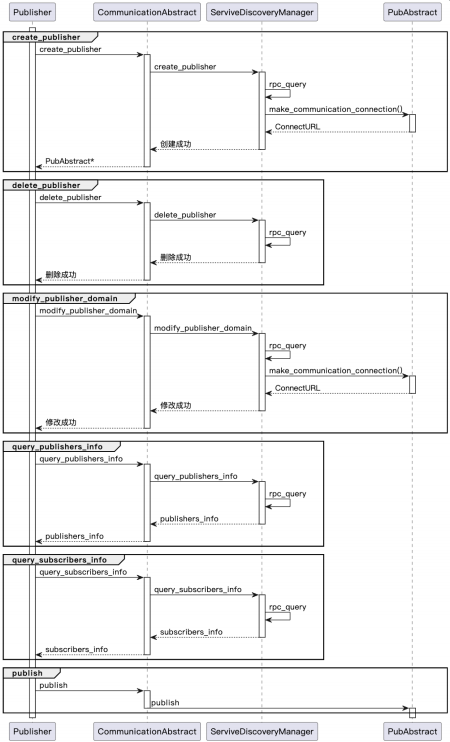 Publisher CommunicationAbstract ServiveDiscoveryManager PubAbstract
create_publisher
create_publisher
create_publisher
rpc_query
make_communication_connection()
ConnectURL
创建成功
PubAbstract*
delete_publisher
delete_publisher
delete_publisher
rpc_query
删除成功
删除成功
modify_publisher_domain
modify_publisher_domain
modify_publisher_domain
rpc_query
make_communication_connection()
ConnectURL
修改成功
修改成功
query_publishers_info
query_publishers_info
query_publishers_info
rpc_query
publishers_info
publishers_info
query_subscribers_info
query_subscribers_info
query_subscribers_info
rpc_query
subscribers_info
subscribers_info
publish
publish
publish
Publisher CommunicationAbstract ServiveDiscoveryManager PubAbstract